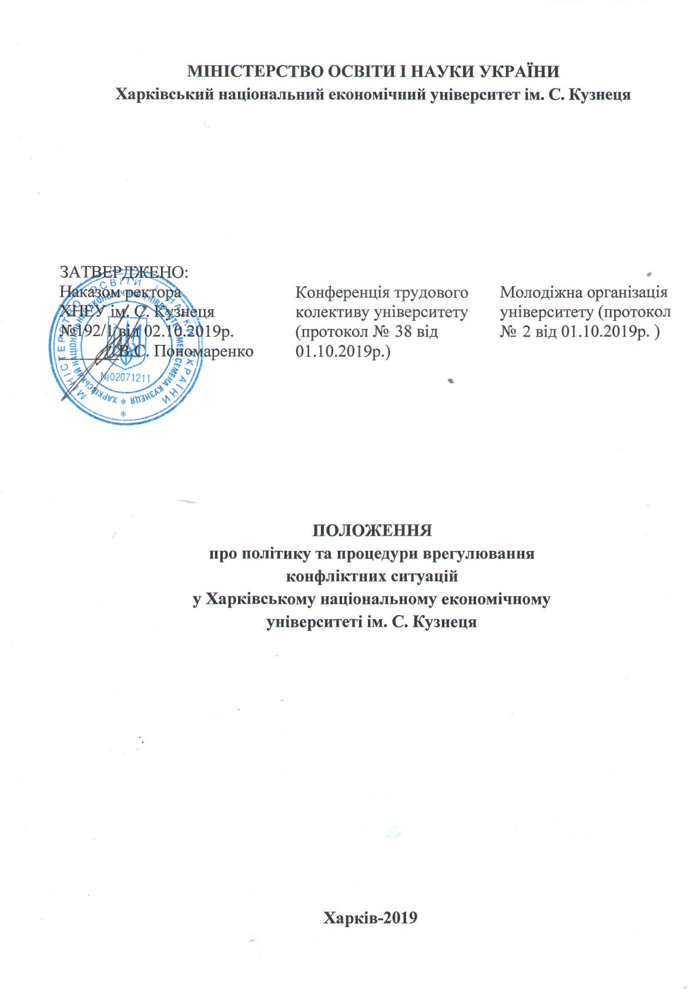 МІНІСТЕРСТВО ОСВІТИ І НАУКИ УКРАЇНИ
Харківський національний економічний університет ім. С. Кузнеця
ЗАТВЕРДЖЕНО:
Наказом ректора
ХНЕУ ім. С. Кузнеця
№192/1 від 02.10.2019р.
_______В.С. Пономаренко
Конференція трудового
колективу університету
(протокол № 38 від
01.10.2019р.)
Молодіжна організація
університету (протокол
№ 2 від 01.10.2019р. )
МІНІСТЕРСТВО ОСВІТИ І НАУКИ УКРАЇНИ
ХАРКІВСЬКИЙ НАЦІОНАЛЬНИЙ ЕКОНОМІЧНИЙ УНІВЕРСИТЕТ ІМЕНІ СЕМЕНА КУЗНЕЦЯ
№02071211
ПОЛОЖЕННЯ
про політику та процедури врегулювання
конфліктних ситуацій
у Харківському національному економічному
університеті ім. С. Кузнеця
Харків-2019